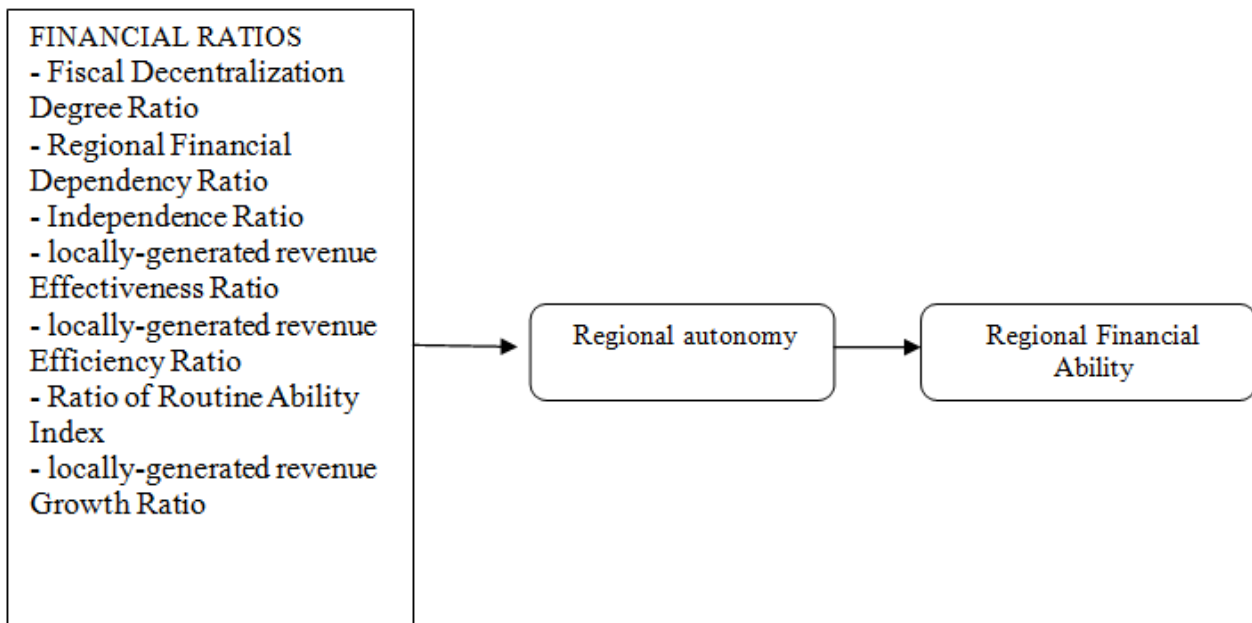 FINANCIAL RATIOS
- Fiscal Decentralization
Degree Ratio
- Regional Financial
Dependency Ratio
- Independence Ratio
- locally-generated revenue
Effectiveness Ratio
- locally-generated revenue
Efficiency Ratio
- Ratio of Routine Ability
Index
- locally-generated revenue
Growth Ratio
Regional autonomy
Regional Financial
Ability